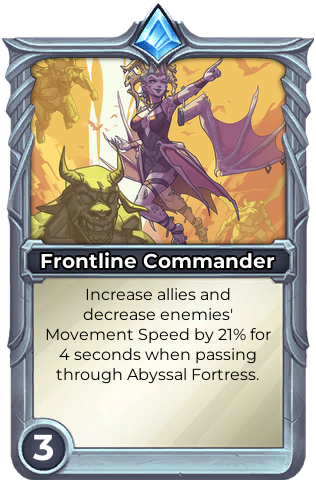 Frontline Commander
Increase allies and
decrease enemies'
Movement Speed by 21% for
4 seconds when passing
through Abyssal Fortress.
3